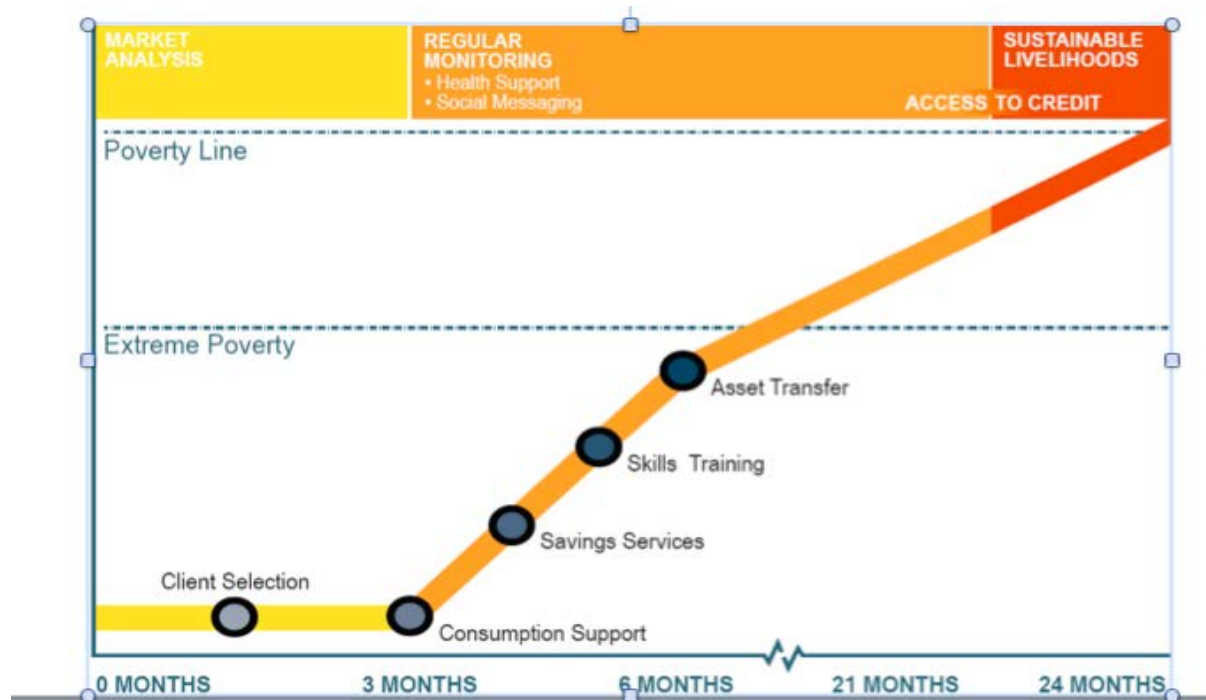 MARKET
ANALYSIS
REGULAR
MONITORING
▪ Health Support
▪ Social Messaging
SUSTAINABLE
LIVELIHOODS
ACCESS TO CREDIT
Poverty Line
Extreme Poverty
Asset Transfer
Skills Training
Savings Services
Client Selection
Consumption Support
0 MONTHS 3 MONTHS 6 MONTHS 21 MONTHS 24 MONTHS